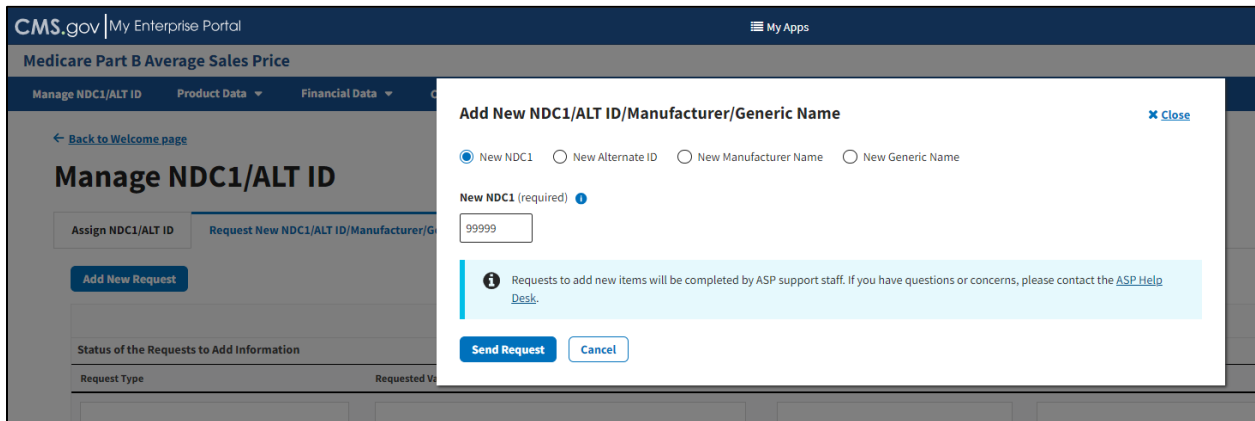 CMS.gov My Enterprise Portal
My Apps
Medicare Part B Average Sales Price
Manage NDC1/ALT ID Product Data Financial Data
Back to Welcome page
Manage NDC1/ALT ID
Assign NDC1/ALT ID Request New NDC1/ALT ID/Manufacturer/G
Add New Request
Status of the Requests to Add Information
Request Type Requested Va
Add New NDC1/ALT ID/Manufacturer/Generic Name
Close
New NDC1 New Alternate ID New Manufacturer Name New Generic Name
New NDC1 (required)
99999
Requests to add new items will be completed by ASP support staff. If you have questions or concerns, please contact the ASP Help
Desk.
Send Request Cancel